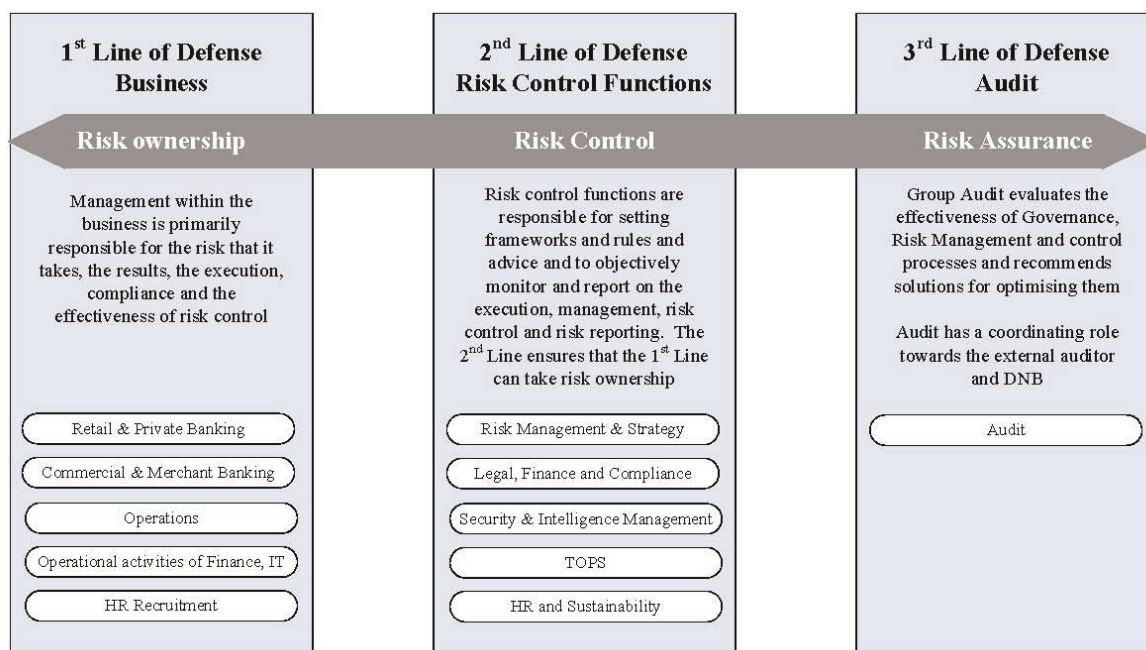 1st Line of Defense
Business
Risk ownership
Management within the
business is primarily
responsible for the risk that it
takes, the results, the execution,
compliance and the
effectiveness of risk control
Retail & Private Banking
Commercial & Merchant Banking
Operations
Operational activities of Finance, IT
HR Recruitment
2nd Line of Defense
Risk Control Functions
Risk Control
Risk control functions are
responsible for setting
frameworks and rules and
advice and to objectively
monitor and report on the
execution, management, risk
control and risk reporting. The
2nd Line ensures that the 1st Line
can take risk ownership
Risk Management & Strategy
Legal, Finance and Compliance
Security & Intelligence Management
TOPS
HR and Sustainability
3rd Line of Defense
Audit
Risk Assurance
Group Audit evaluates the
effectiveness of Governance,
Risk Management and control
processes and recommends
solutions for optimising them
Audit has a coordinating role
towards the external auditor
and DNB
Audit